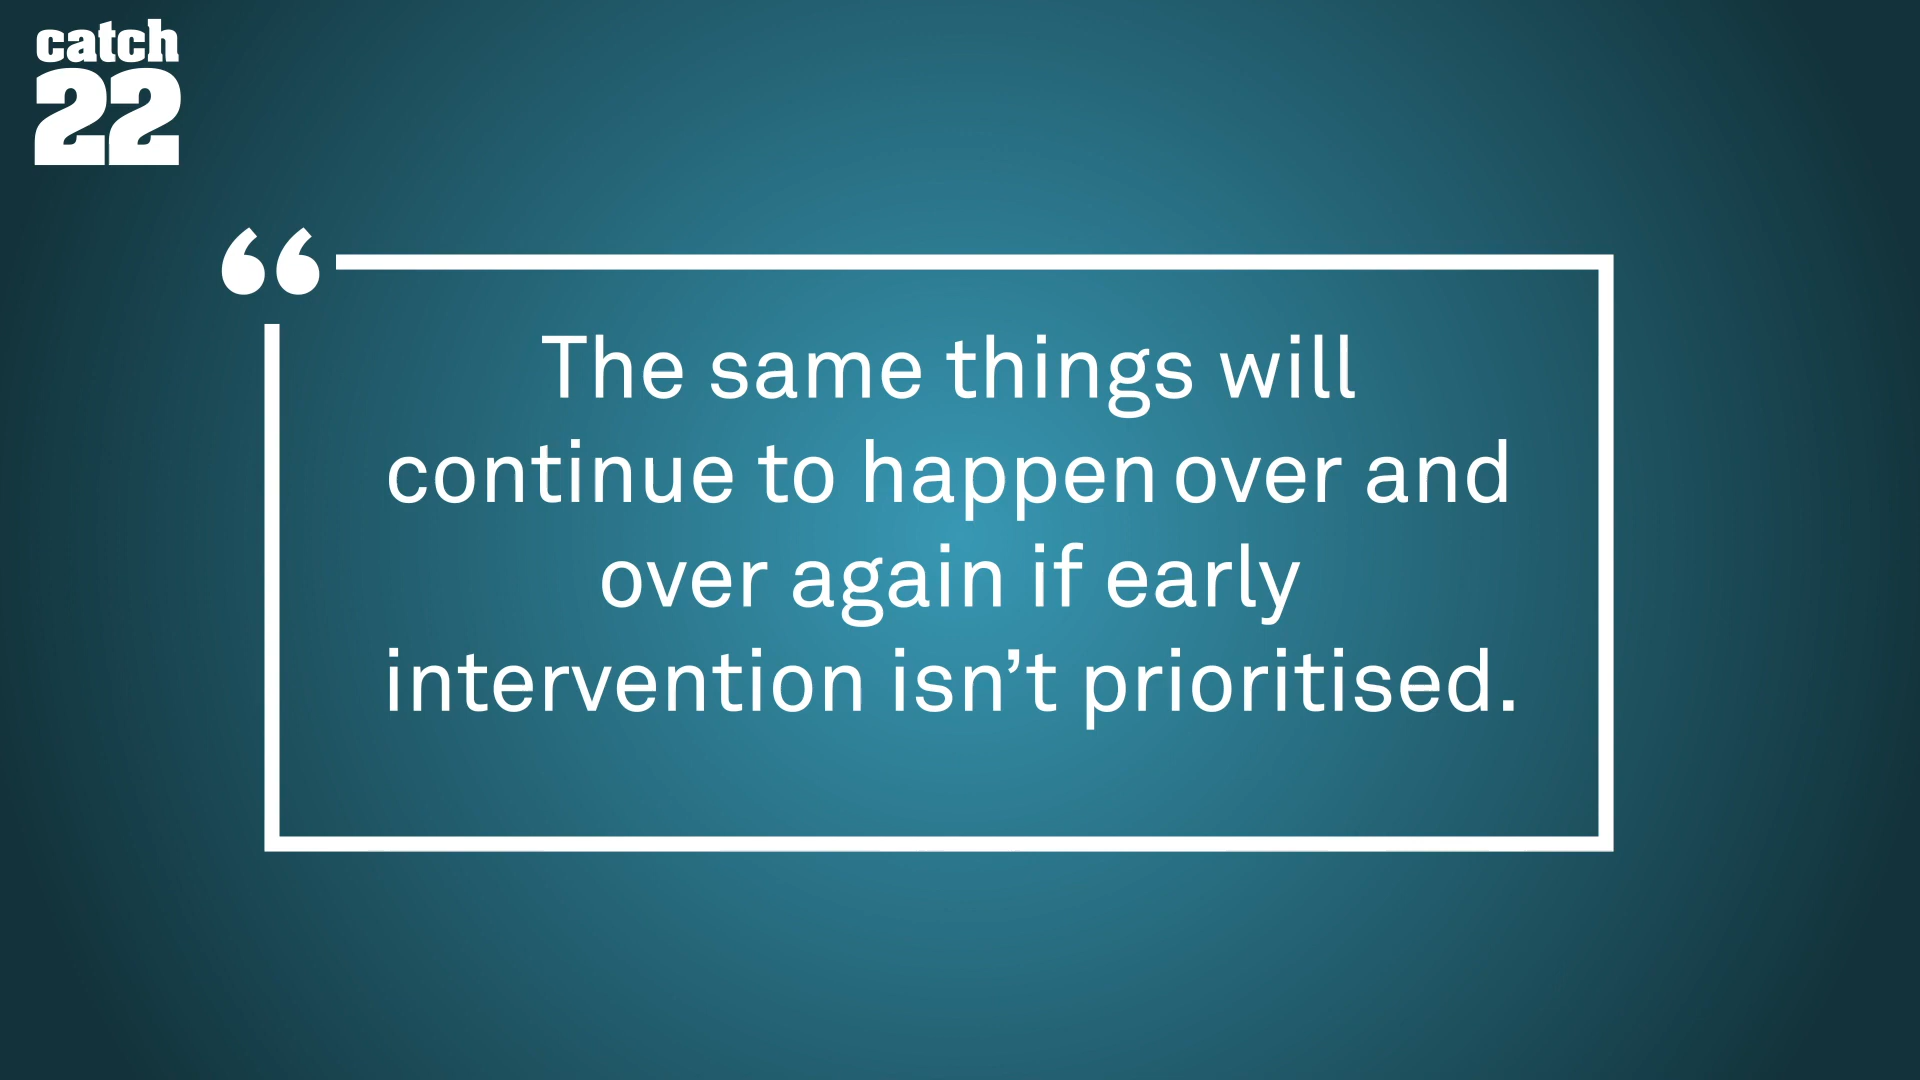 catch
22
“
The same things will
continue to happen over and
over again if early
intervention isn’t prioritised.